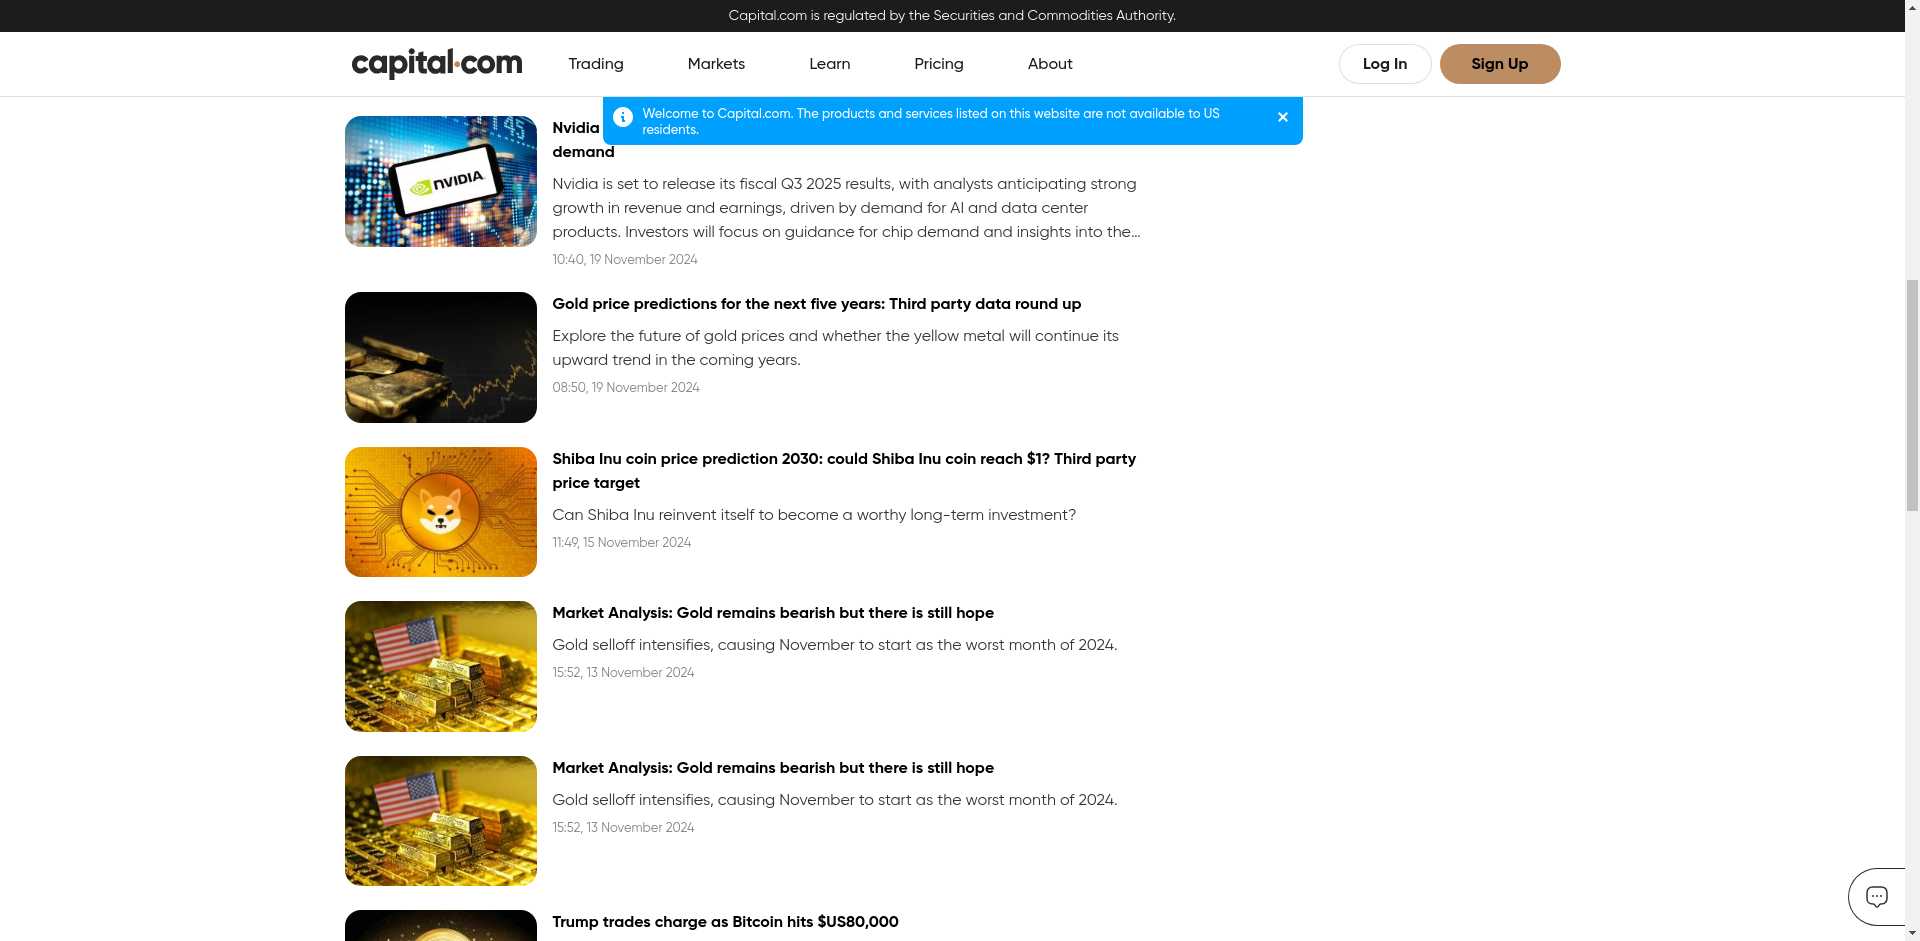 Capital.com is regulated by the Securities and Commodities Authority.
capital.com
Trading
Markets
Learn
Pricing
About
Log In
Sign Up
Welcome to Capital.com. The products and services listed on this website are not available to US
residents.
Nvidia
demand
NVIDIA
Nvidia is set to release its fiscal Q3 2025 results, with analysts anticipating strong
growth in revenue and earnings, driven by demand for AI and data center
products. Investors will focus on guidance for chip demand and insights into the...
10:40, 19 November 2024
Gold price predictions for the next five years: Third party data round up
Explore the future of gold prices and whether the yellow metal will continue its
upward trend in the coming years.
08:50, 19 November 2024
Shiba Inu coin price prediction 2030: could Shiba Inu coin reach $1? Third party
price target
Can Shiba Inu reinvent itself to become a worthy long-term investment?
11:49, 15 November 2024
Market Analysis: Gold remains bearish but there is still hope
Gold selloff intensifies, causing November to start as the worst month of 2024.
15:52, 13 November 2024
Market Analysis: Gold remains bearish but there is still hope
Gold selloff intensifies, causing November to start as the worst month of 2024.
15:52, 13 November 2024
Trump trades charge as Bitcoin hits $US80,000